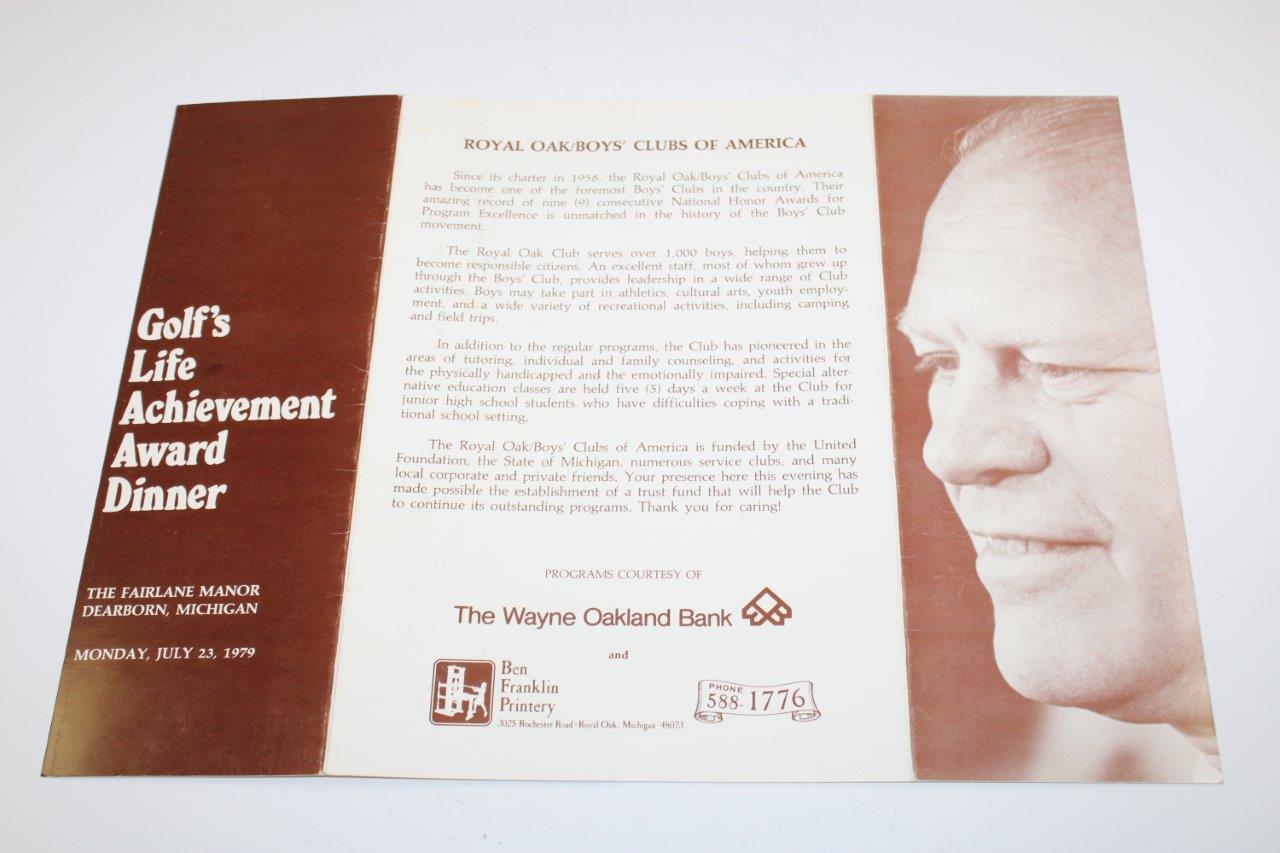 Golf's
Life
Achievement
Award
Dinner
THE FAIRLANE MANOR
DEARBORN, MICHIGAN
MONDAY, JULY 23, 1979
ROYAL OAK/BOYS' CLUBS OF AMERICA
Since its charter in 1958, the Royal Oak/Boys' Clubs of America
has become one of the foremost Boys' Clubs in the country. Their
amazing record of nine (9) consecutive National Honor Awards for
Program Excellence is unmatched in the history of the Boys' Club
movement.
The Royal Oak Club serves over 1,000 boys, helping them to
become responsible citizens. An excellent staff, most of whom grew up
through the Boys' Club, provides leadership in a wide range of Club
activities. Boys may take part in athletics, cultural arts, youth employ-
ment, and a wide variety of recreational activities, including camping
and field trips.
In addition to the regular programs, the Club has pioneered in the
areas of tutoring, individual and family counseling, and activities for
the physically handicapped and the emotionally impaired. Special alter-
native education classes are held five (5) days a week at the Club for
junior high school students who have difficulties coping with a tradi-
tional school setting.
The Royal Oak/Boys' Clubs of America is funded by the United
Foundation, the State of Michigan, numerous service clubs, and many
local corporate and private friends. Your presence here this evening has
made possible the establishment of a trust fund that will help the Club
to continue its outstanding programs. Thank you for caring!
PROGRAMS COURTESY OF
The Wayne Oakland Bank
and
Ben
Franklin
Printery
3025 Rochester Road · Royal Oak, Michigan 48073
PHONE
588-1776